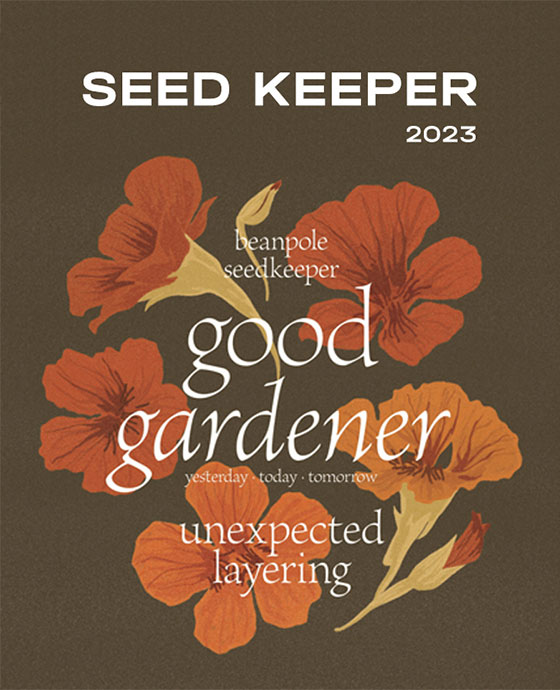 SEED KEEPER
2023
beanpole
seedkeeper
good
gardener
yesterday · today · tomorrow
unexpected
layering